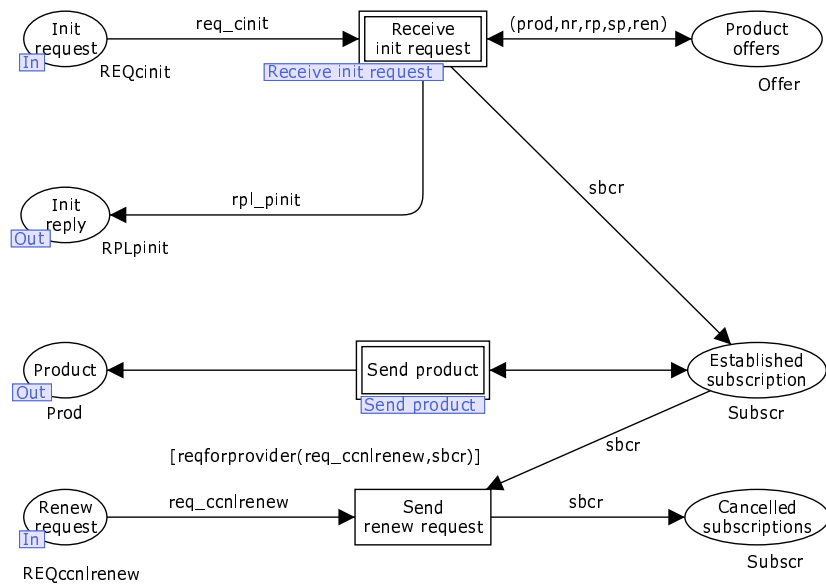 Init
request
In
REQcinit
req_cinit
Receive
init request
Receive init request
(prod,nr,rp,sp,ren)
Product
offers
Offer
sbcr
Init
reply
Out
RPLpinit
rpl_pinit
Product
Out
Prod
Send product
Send product
Established
subscription
Subscr
[reqforprovider(req_ccnlrenew,sbcr)]
sbcr
Renew
request
In
REQccnlrenew
req_ccnlrenew
Send
renew request
sbcr
Cancelled
subscriptions
Subscr